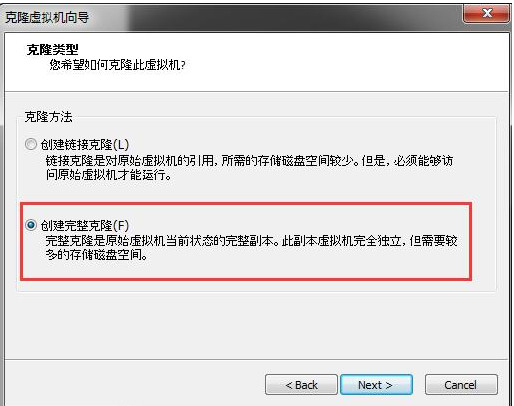 克隆虚拟机向导
克隆类型
您希望如何克隆此虚拟机?
克隆方法
创建链接克隆(L)
链接克隆是对原始虚拟机的引用，所需的存储磁盘空间较少。但是，必须能够访
问原始虚拟机才能运行。
创建完整克隆(F)
完整克隆是原始虚拟机当前状态的完整副本。此副本虚拟机完全独立，但需要较
多的存储磁盘空间。
< Back
Next >
Cancel